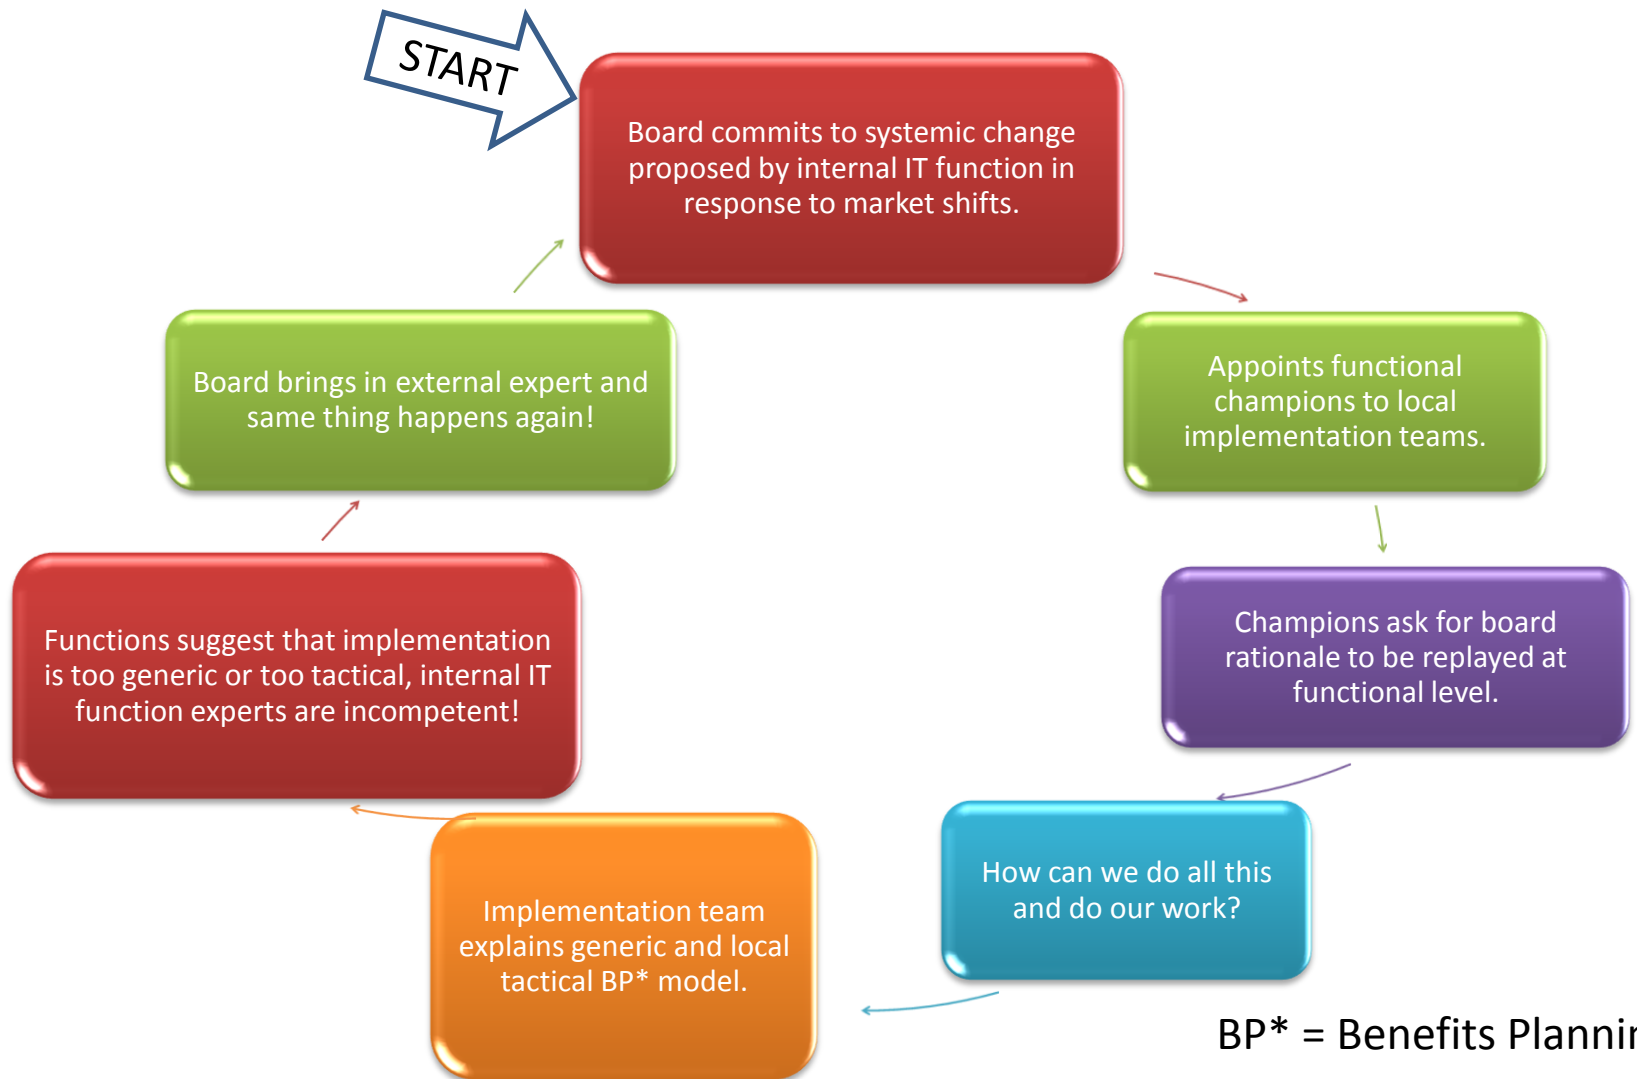 START
Board commits to systemic change
proposed by internal IT function in
response to market shifts.
Appoints functional
champions to local
implementation teams.
Champions ask for board
rationale to be replayed at
functional level.
How can we do all this
and do our work?
Implementation team
explains generic and local
tactical BP* model.
Functions suggest that implementation
is too generic or too tactical, internal IT
function experts are incompetent!
Board brings in external expert and
same thing happens again!
BP* = Benefits